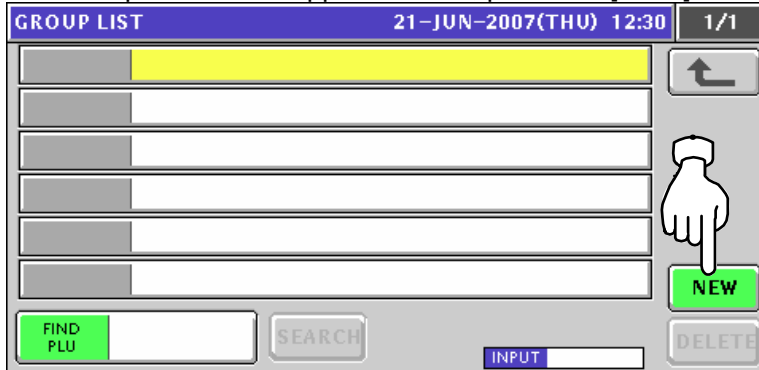 GROUP LIST 21-JUN-2007(THU) 12:30 1/1
NEW
FIND
PLU
SEARCH
INPUT
DELETE